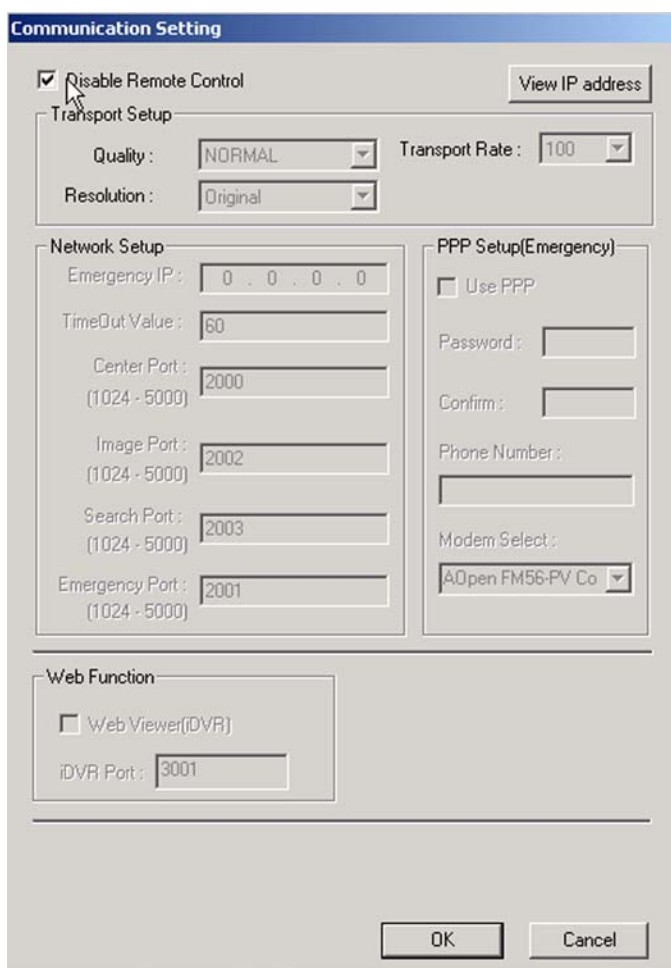 Communication Setting
Disable Remote Control
View IP address
Transport Setup
Quality : NORMAL
Transport Rate : 100
Resolution : Original
Network Setup
Emergency IP : 0 . 0 . 0 . 0
TimeOut Value : 60
Center Port : 2000
(1024 - 5000)
Image Port : 2002
(1024 - 5000)
Search Port : 2003
(1024 - 5000)
Emergency Port : 2001
(1024 - 5000)
PPP Setup(Emergency)
Use PPP
Password :
Confirm :
Phone Number :
Modem Select :
AOpen FM56-PV Co
Web Function
Web Viewer(iDVR)
iDVR Port : 3001
OK
Cancel